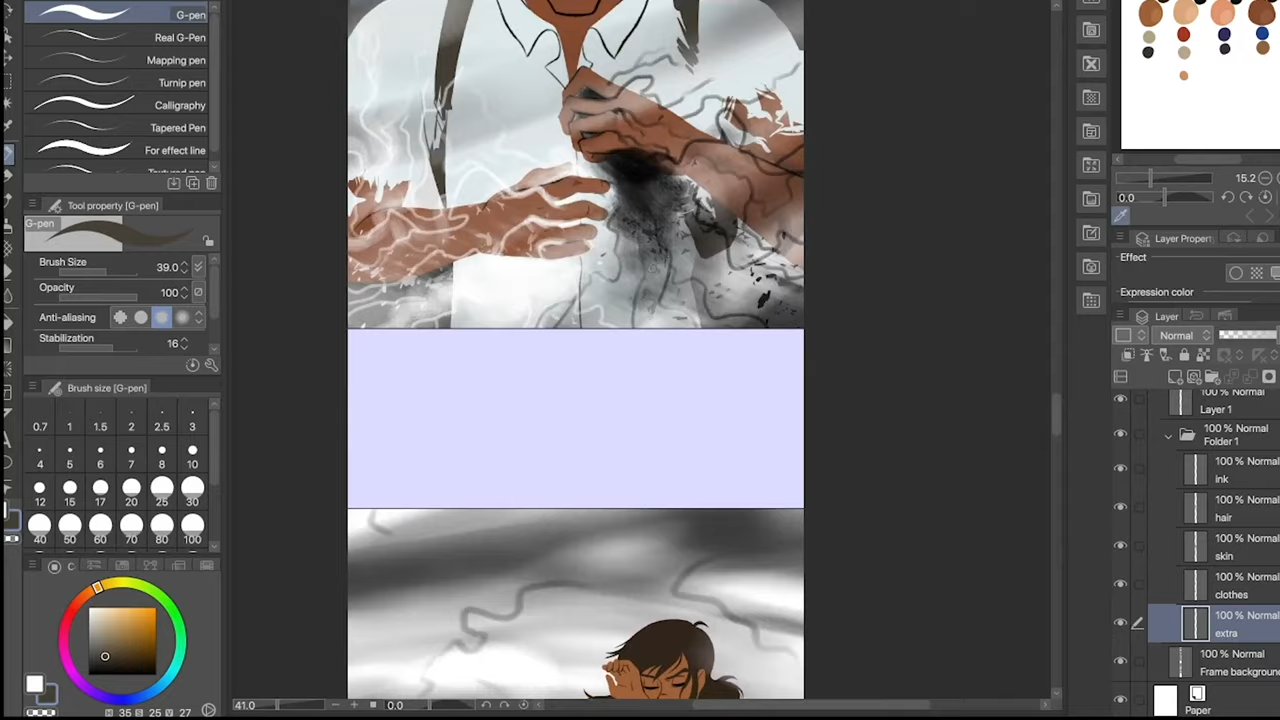 G-pen
Real G-Pen
Mapping pen
Turnip pen
Calligraphy
Tapered Pen
For effect line
Tool property [G-pen]
G-pen
Brush Size 39.0
Opacity 100
Anti-aliasing
Stabilization 16
Brush size [G-pen]
0.7 1 1.5 2 2.5 3
4 5 6 7 8 10
12 15 17 20 25 30
40 50 60 70 80 100
C
H 35 S 25 V 27
41.0 0.0
15.2
0.0
Layer Propert
Effect
Expression color
Layer
Normal
100 % Normal
Layer 1
100 % Normal
Folder 1
100 % Normal
ink
100 % Normal
hair
100 % Normal
skin
100 % Normal
clothes
100 % Normal
extra
100 % Normal
Frame backgroun
Paper